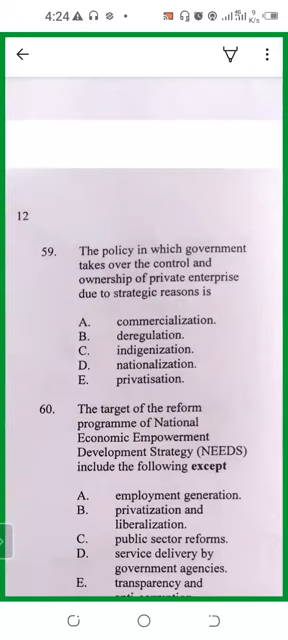 4:24
12
59. The policy in which government
takes over the control and
ownership of private enterprise
due to strategic reasons is
A. commercialization.
B. deregulation.
C. indigenization.
D. nationalization.
E. privatisation.
60. The target of the reform
programme of National
Economic Empowerment
Development Strategy (NEEDS)
include the following except
A. employment generation.
B. privatization and
liberalization.
C. public sector reforms.
D. service delivery by
government agencies.
E. transparency and